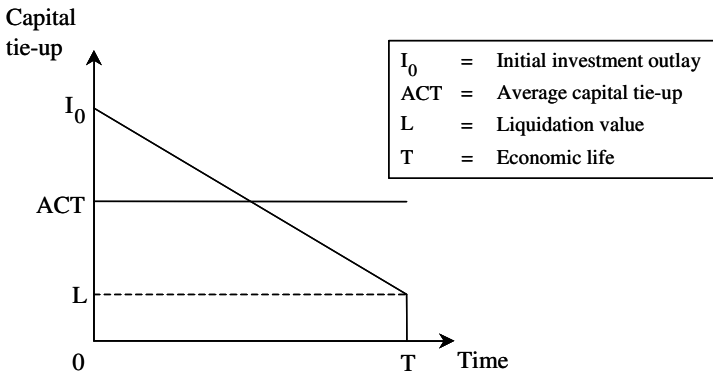 Capital
tie-up
I₀
ACT
L
0
T
Time
I₀ = Initial investment outlay
ACT = Average capital tie-up
L = Liquidation value
T = Economic life